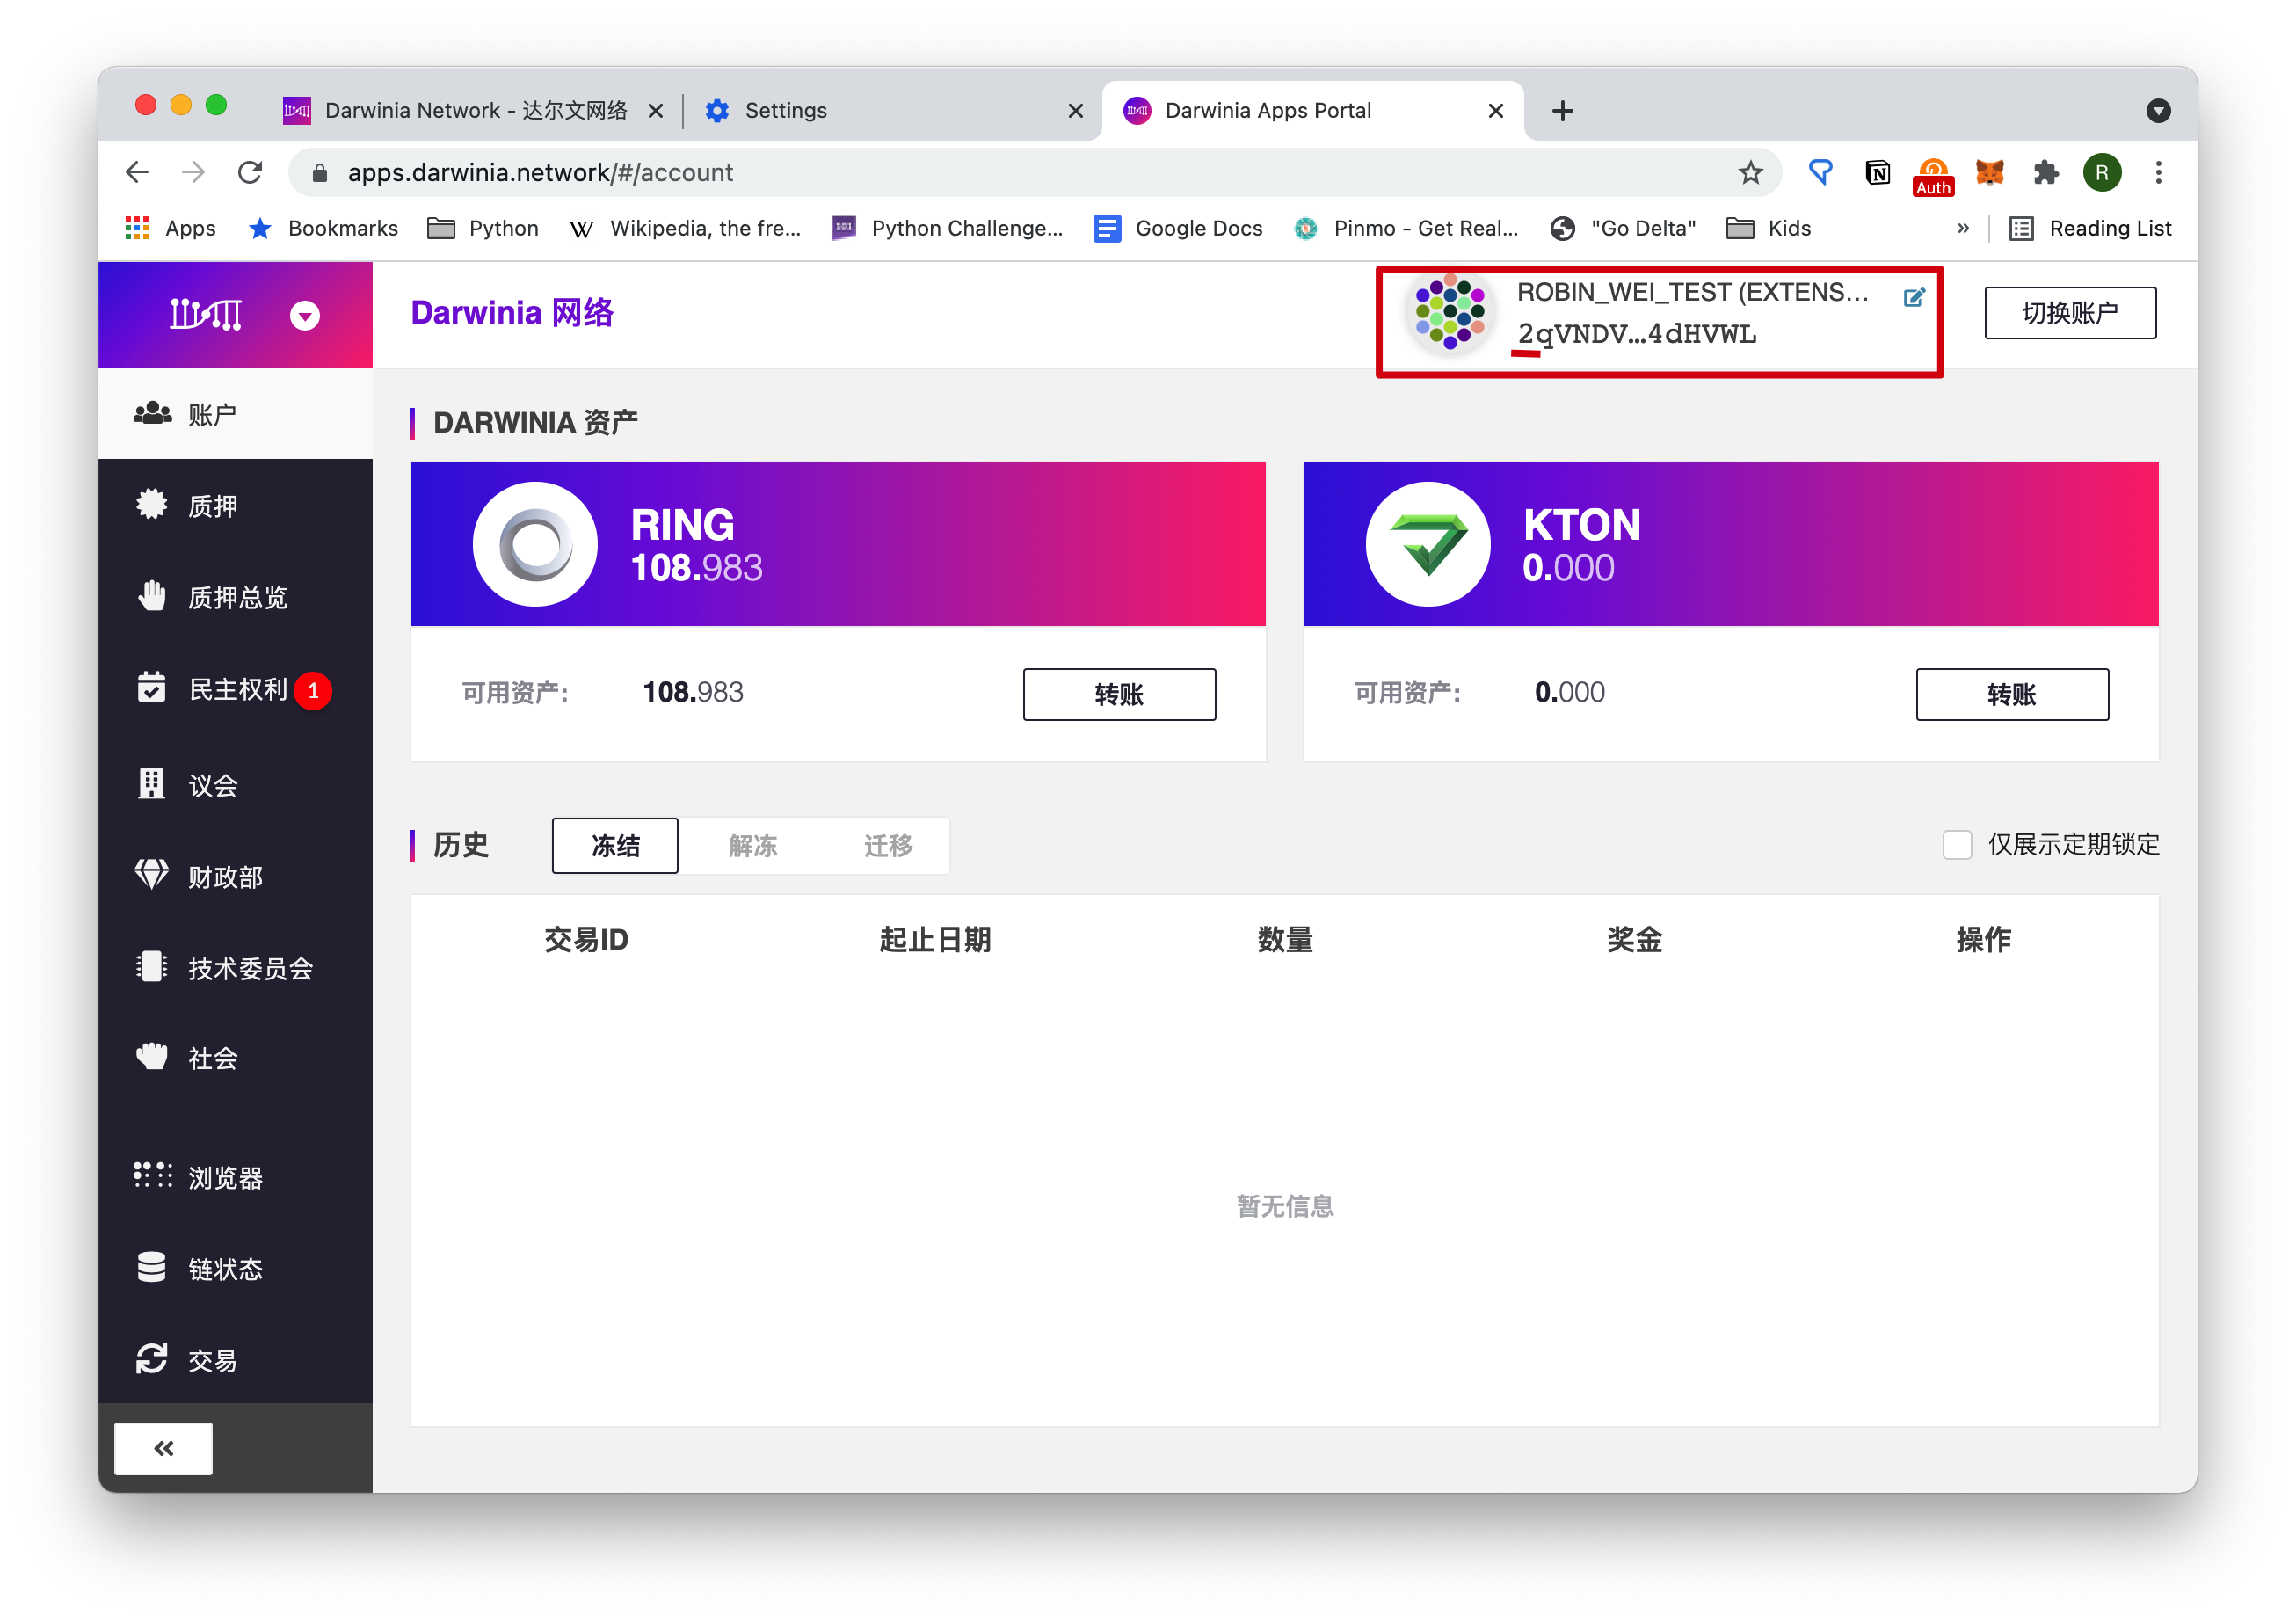 Darwinia Network - 达尔文网络
Settings
Darwinia Apps Portal
apps.darwinia.network/#/account
Auth
R
Apps
Bookmarks
Python
Wikipedia, the fre...
Python Challenge...
Google Docs
Pinmo - Get Real...
"Go Delta"
Kids
»
Reading List
Darwinia 网络
ROBIN_WEI_TEST (EXTENS...
2qVNDV…4dHVWL
切换账户
账户
质押
质押总览
民主权利 1
议会
财政部
技术委员会
社会
浏览器
链状态
交易
DARWINIA 资产
RING
108.983
可用资产:
108.983
转账
KTON
0.000
可用资产:
0.000
转账
历史
冻结
解冻
迁移
仅展示定期锁定
交易ID 起止日期 数量 奖金 操作
暂无信息